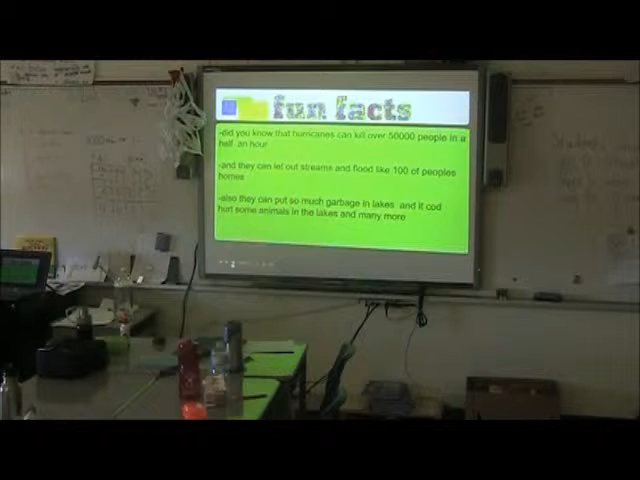 fun facts
-did you know that hurricanes can kill over 50000 people in a
half an hour
-and they can let out streams and flood like 100 of peoples
homes
-also they can put so much garbage in lakes and it cod
hurt some animals in the lakes and many more